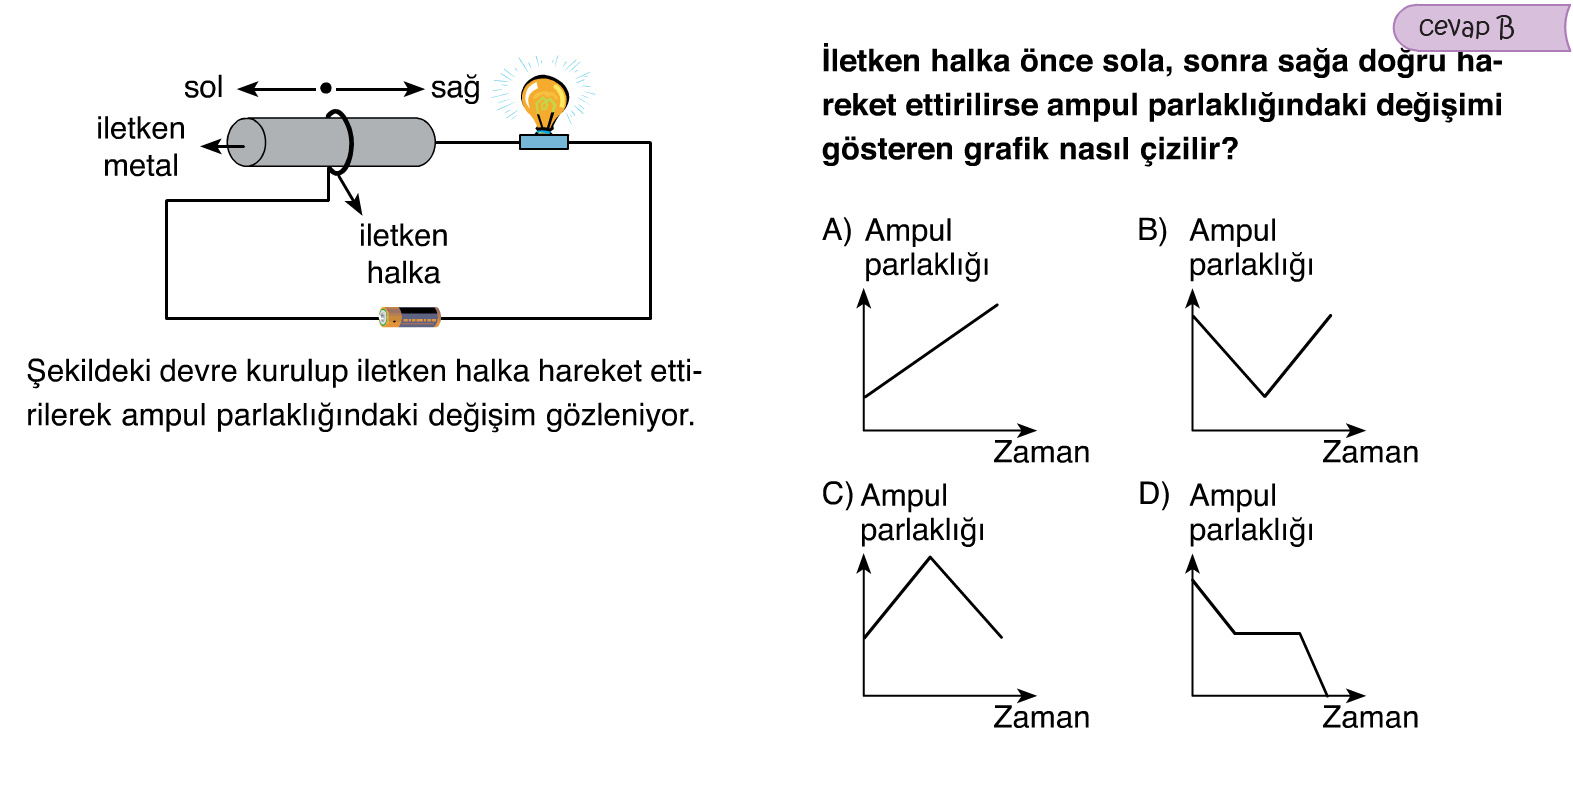 cevap B
sol
sağ
iletken
metal
iletken
halka
Şekildeki devre kurulup iletken halka hareket etti-
rilerek ampul parlaklığındaki değişim gözleniyor.
İletken halka önce sola, sonra sağa doğru ha-
reket ettirilirse ampul parlaklığındaki değişimi
gösteren grafik nasıl çizilir?
A) Ampul
parlaklığı
Zaman
B) Ampul
parlaklığı
Zaman
C) Ampul
parlaklığı
Zaman
D) Ampul
parlaklığı
Zaman